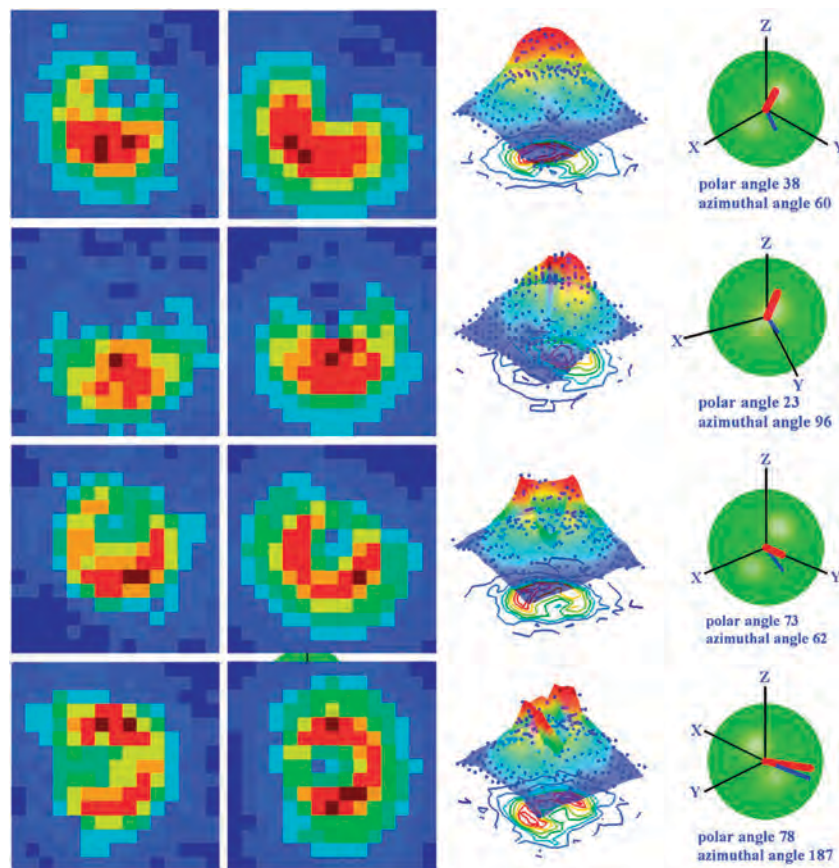 Z
X
Y
polar angle 38
azimuthal angle 60
Z
X
Y
polar angle 23
azimuthal angle 96
Z
X
Y
polar angle 73
azimuthal angle 62
Z
X
Y
polar angle 78
azimuthal angle 187